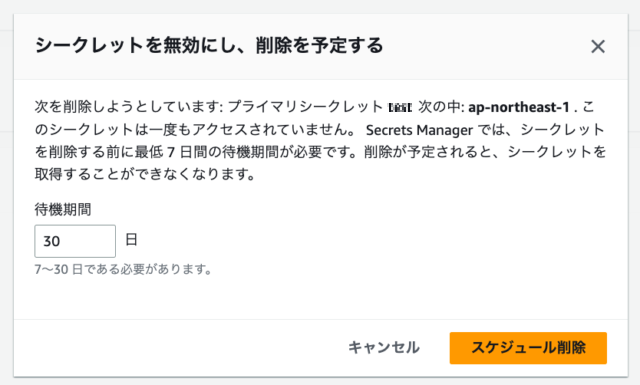 シークレットを無効にし、削除を予定する
次を削除しようとしています: プライマリシークレット 次の中: ap-northeast-1 . こ
のシークレットは一度もアクセスされていません。 Secrets Manager では、シークレット
を削除する前に最低 7 日間の待機期間が必要です。削除が予定されると、シークレットを
取得することができなくなります。
待機期間
30 日
7〜30 日である必要があります。
キャンセル スケジュール削除